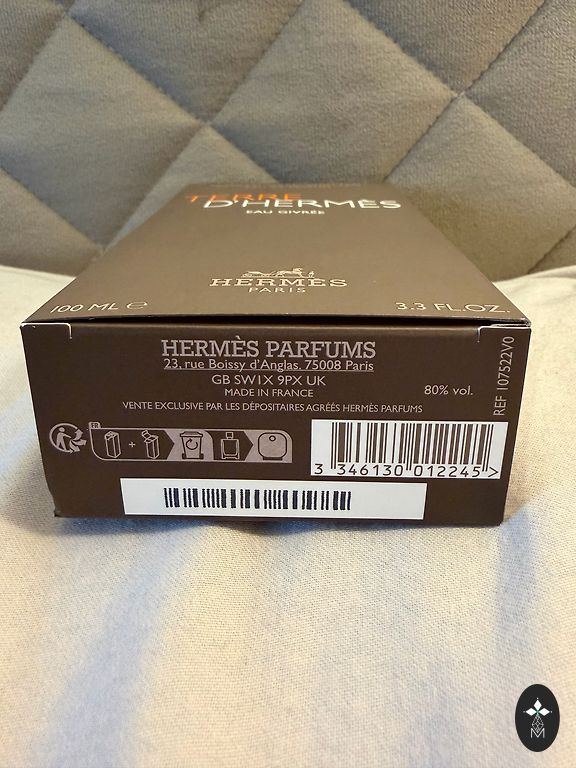 TERRE
D'HERMÈS
EAU GIVRÉE
HERMÈS
PARIS
100 ML ℮
3.3 FL.OZ.
HERMÈS PARFUMS
23, rue Boissy d'Anglas. 75008 Paris
GB SW1X 9PX UK
MADE IN FRANCE
80% vol.
VENTE EXCLUSIVE PAR LES DÉPOSITAIRES AGRÉÉS HERMÈS PARFUMS
REF 107522V0
FR
+
3 346130 012245 >
M